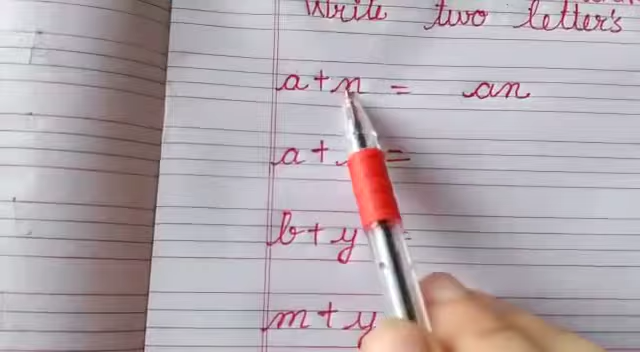 Write two letter's
a + n = an
a + =
b + y =
m + y